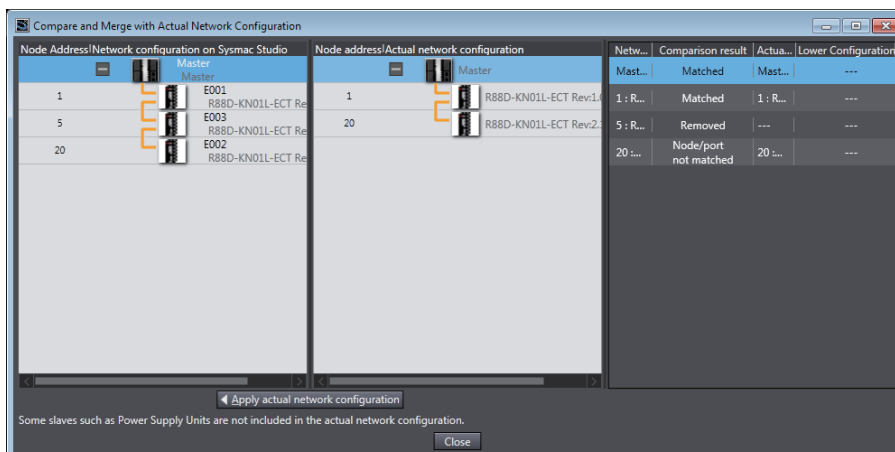 Compare and Merge with Actual Network Configuration
Node Address|Network configuration on Sysmac Studio
Master
Master
1
E001
R88D-KN01L-ECT Re
5
E003
R88D-KN01L-ECT Re
20
E002
R88D-KN01L-ECT Re
Node address|Actual network configuration
Master
1
R88D-KN01L-ECT Rev:1.
20
R88D-KN01L-ECT Rev:2.
Netw... Comparison result Actua... Lower Configuration
Mast... Matched Mast... ---
1 : R... Matched 1 : R... ---
5 : R... Removed --- ---
20 :... Node/port not matched 20 :... ---
Apply actual network configuration
Some slaves such as Power Supply Units are not included in the actual network configuration.
Close